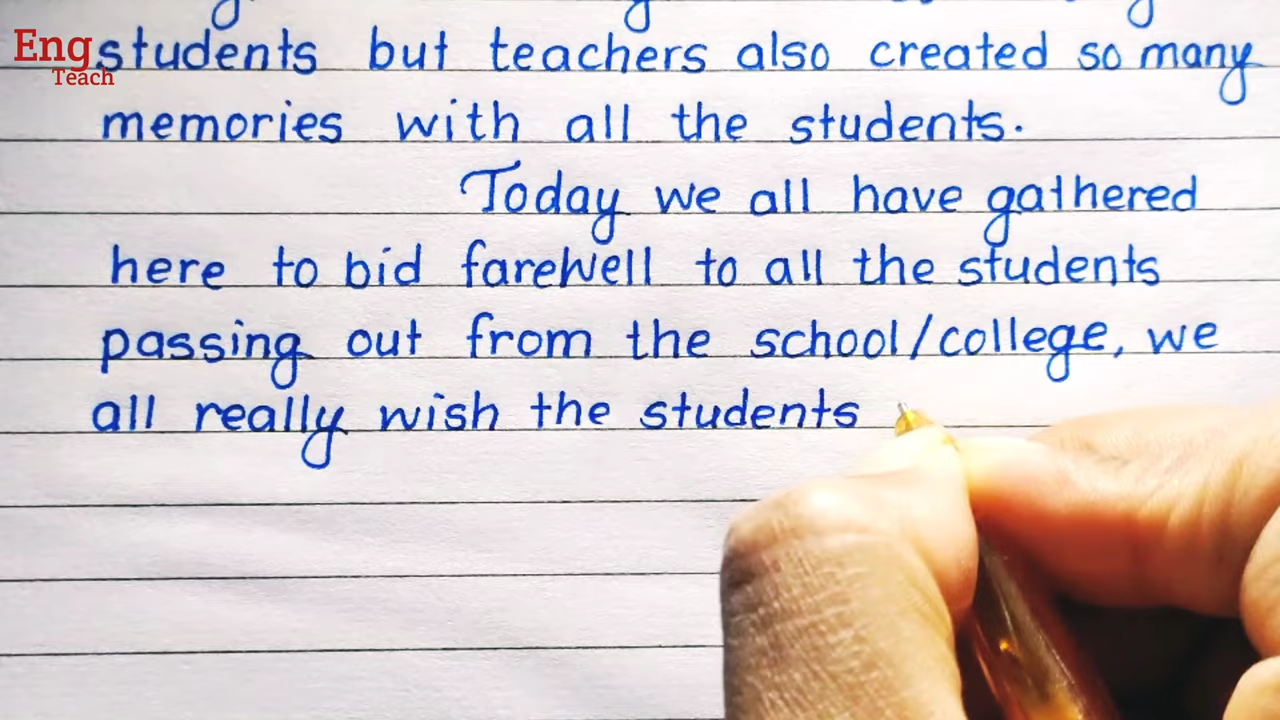 Eng
Teach
students but teachers also created so many
memories with all the students.
Today we all have gathered
here to bid farewell to all the students
passing out from the school/college, we
all really wish the students